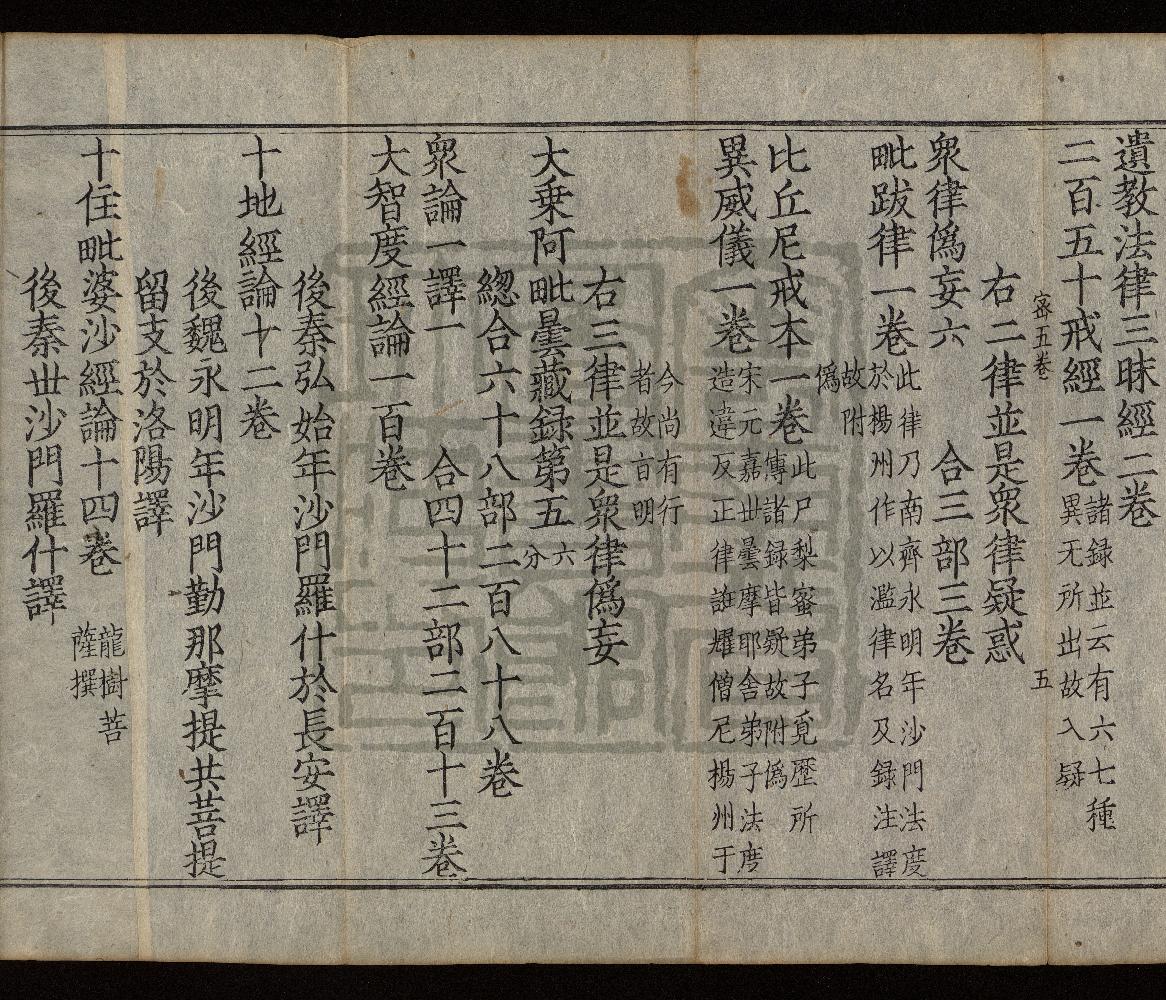 遺教法律三昧經二卷
二百五十戒經一卷諸録並云有六七種異无所出故入疑
密五卷 五
右二律並是衆律疑惑
衆律僞妄六 合三部三卷
毗跋律一卷此律乃南齊永明年沙門法度於楊州作以濫律名及録注譯故附僞
比丘尼戒本一卷此尸梨蜜弟子覓歷所傳諸録皆疑故附僞
異威儀一卷宋元嘉丗曇摩耶舍弟子法度造違反正律誑耀僧尼楊州于今尚有行者故言明
右三律並是衆律僞妄
大乗阿毗曇藏録第五六分
緫合六十八部二百八十八卷
衆論一譯一 合四十二部二百十三卷
大智度經論一百卷
後秦弘始年沙門羅什於長安譯
十地經論十二卷
後魏永明年沙門勤那摩提共菩提
留支於洛陽譯
十住毗婆沙經論十四卷龍樹菩薩撰
後秦丗沙門羅什譯